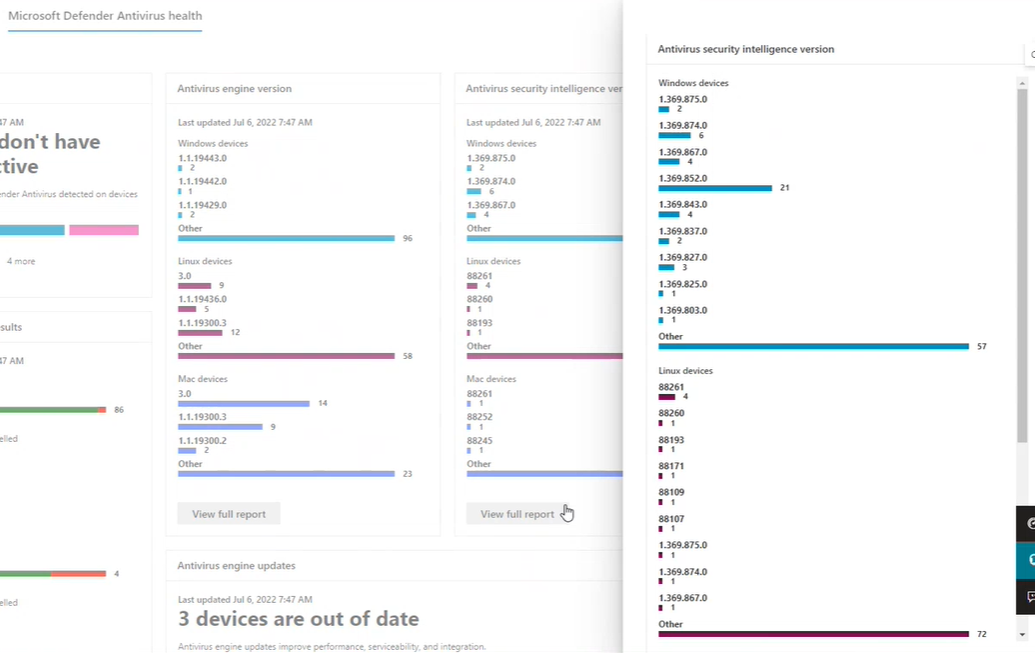 Microsoft Defender Antivirus health
47 AM
don't have
ctive
ender Antivirus detected on devices
4 more
sults
47 AM
86
elled
4
elled
Antivirus engine version
Last updated Jul 6, 2022 7:47 AM
Windows devices
1.1.19443.0
2
1.1.19442.0
1
1.1.19429.0
2
Other
96
Linux devices
3.0
9
1.1.19436.0
5
1.1.19300.3
12
Other
58
Mac devices
3.0
14
1.1.19300.3
9
1.1.19300.2
2
Other
23
View full report
Antivirus security intelligence ver
Last updated Jul 6, 2022 7:47 AM
Windows devices
1.369.875.0
2
1.369.874.0
6
1.369.867.0
4
Other
Linux devices
88261
4
88260
1
88193
1
Other
Mac devices
88261
1
88252
1
88245
1
Other
View full report
Antivirus engine updates
Last updated Jul 6, 2022 7:47 AM
3 devices are out of date
Antivirus engine updates improve performance, serviceability, and integration.
Antivirus security intelligence version
Windows devices
1.369.875.0
2
1.369.874.0
6
1.369.867.0
4
1.369.852.0
21
1.369.843.0
4
1.369.837.0
2
1.369.827.0
3
1.369.825.0
1
1.369.803.0
1
Other
57
Linux devices
88261
4
88260
1
88193
1
88171
1
88109
1
88107
1
1.369.875.0
1
1.369.874.0
1
1.369.867.0
1
Other
72